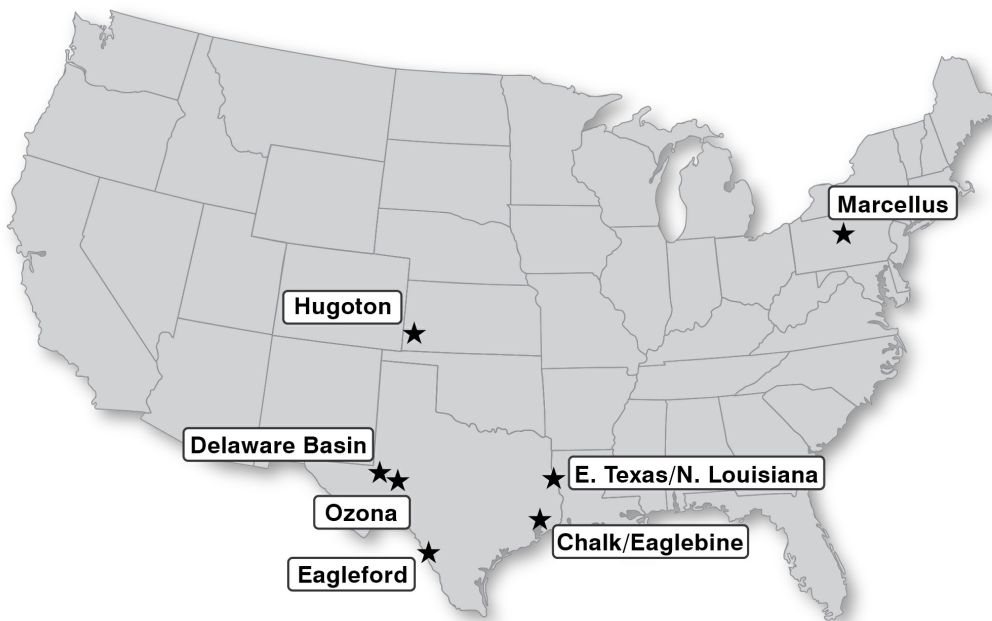 Marcellus
Hugoton
Delaware Basin
E. Texas/N. Louisiana
Ozona
Chalk/Eaglebine
Eagleford